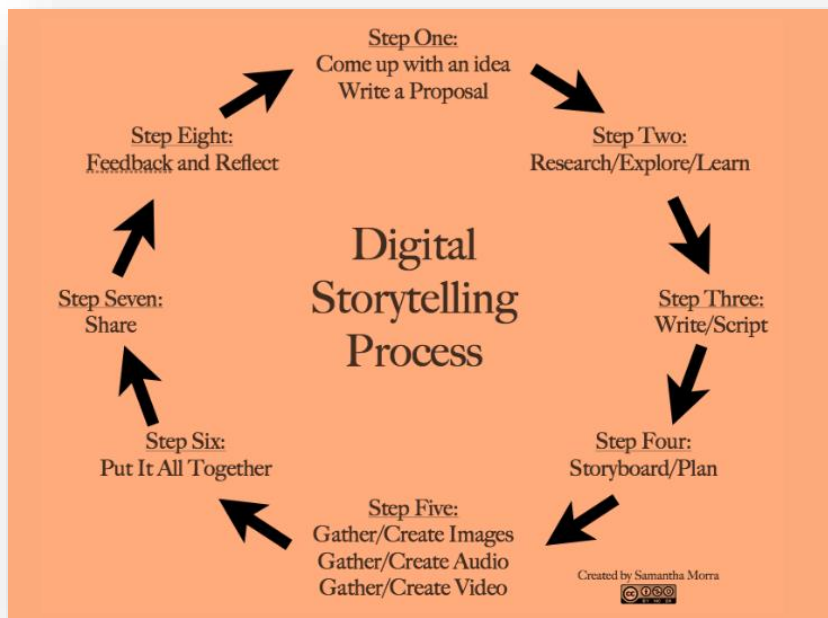 Step One:
Come up with an idea
Write a Proposal
Step Two:
Research/Explore/Learn
Step Three:
Write/Script
Step Four:
Storyboard/Plan
Step Five:
Gather/Create Images
Gather/Create Audio
Gather/Create Video
Step Six:
Put It All Together
Step Seven:
Share
Step Eight:
Feedback and Reflect
Digital
Storytelling
Process
Created by Samantha Morra